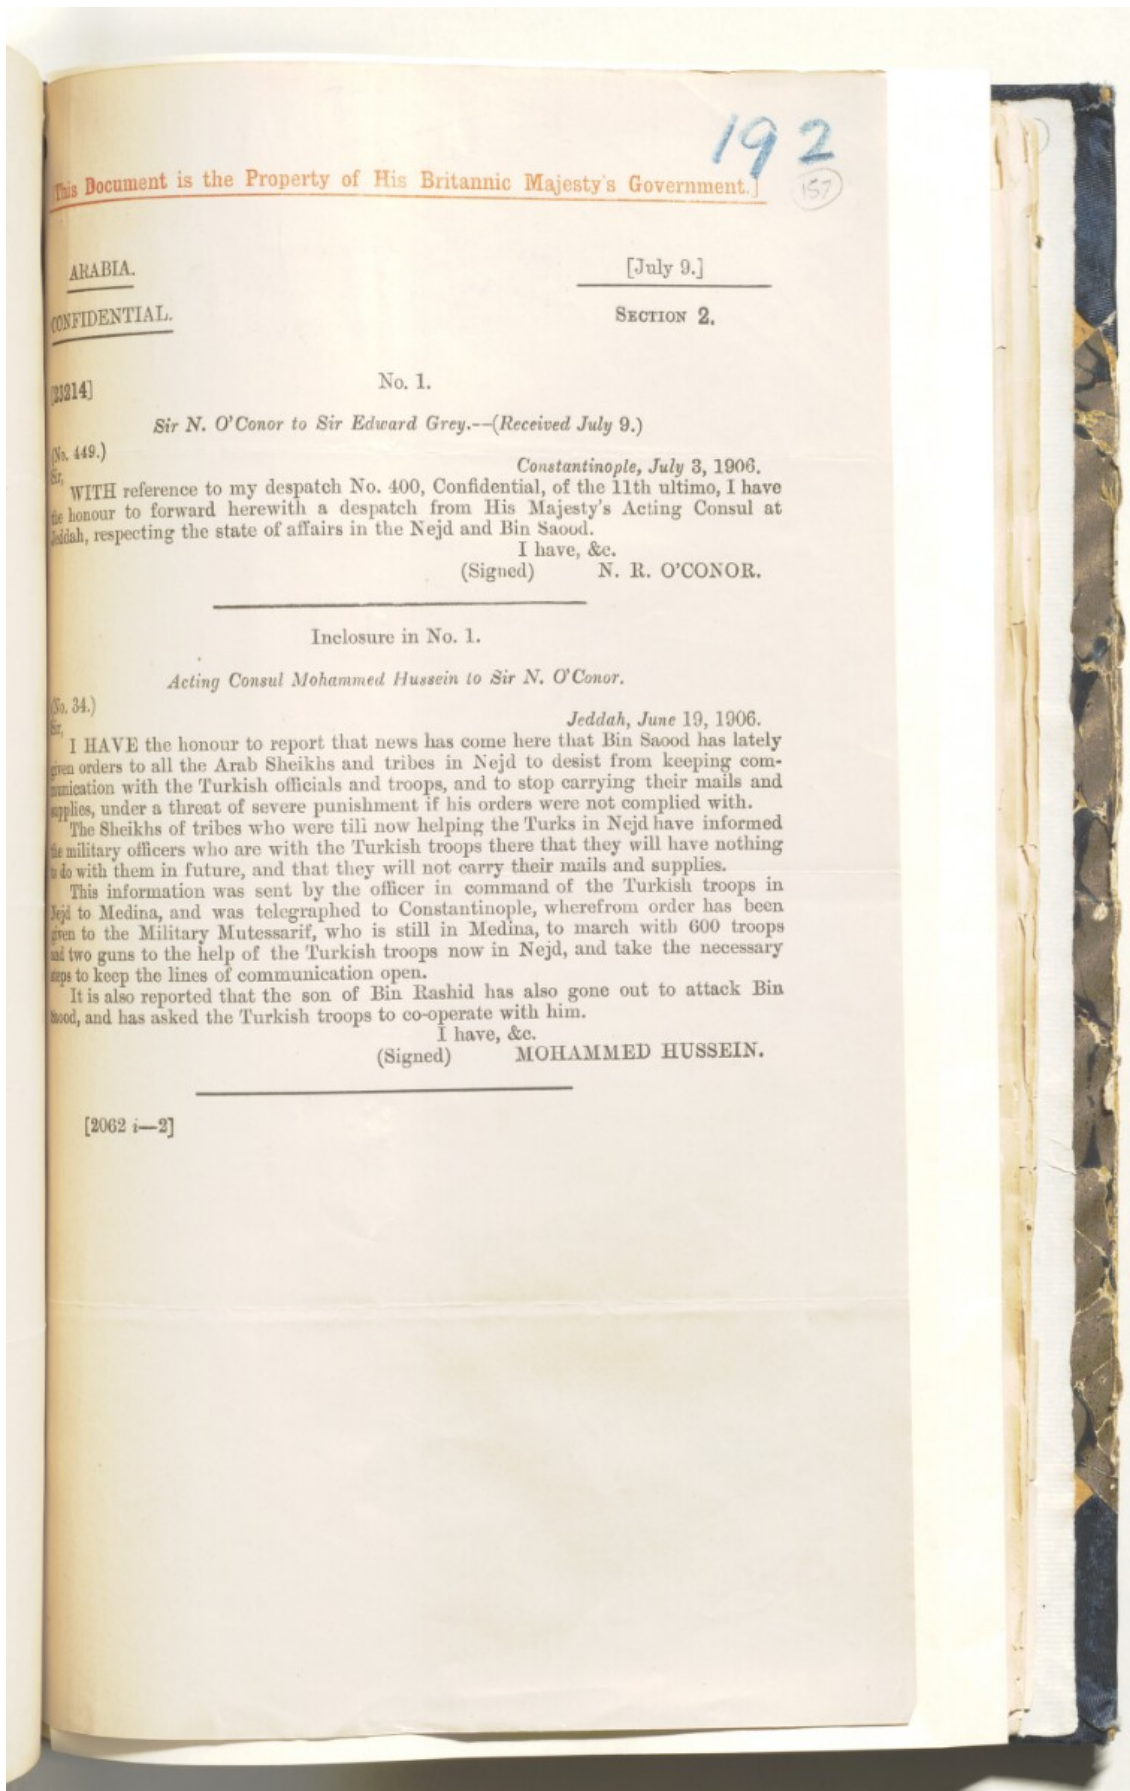 192
[This Document is the Property of His Britannic Majesty's Government.]
157
ARABIA.
[July 9.]
CONFIDENTIAL.
SECTION 2.
[23214]
No. 1.
Sir N. O'Conor to Sir Edward Grey.--(Received July 9.)
(No. 449.)
Sir,
Constantinople, July 3, 1906.
WITH reference to my despatch No. 400, Confidential, of the 11th ultimo, I have
the honour to forward herewith a despatch from His Majesty's Acting Consul at
Jeddah, respecting the state of affairs in the Nejd and Bin Saood.
I have, &c.
(Signed) N. R. O'CONOR.
Inclosure in No. 1.
Acting Consul Mohammed Hussein to Sir N. O'Conor.
(No. 34.)
Sir,
Jeddah, June 19, 1906.
I HAVE the honour to report that news has come here that Bin Saood has lately
given orders to all the Arab Sheikhs and tribes in Nejd to desist from keeping com-
munication with the Turkish officials and troops, and to stop carrying their mails and
supplies, under a threat of severe punishment if his orders were not complied with.
The Sheikhs of tribes who were till now helping the Turks in Nejd have informed
the military officers who are with the Turkish troops there that they will have nothing
to do with them in future, and that they will not carry their mails and supplies.
This information was sent by the officer in command of the Turkish troops in
Nejd to Medina, and was telegraphed to Constantinople, wherefrom order has been
given to the Military Mutessarif, who is still in Medina, to march with 600 troops
and two guns to the help of the Turkish troops now in Nejd, and take the necessary
steps to keep the lines of communication open.
It is also reported that the son of Bin Rashid has also gone out to attack Bin
Saood, and has asked the Turkish troops to co-operate with him.
I have, &c.
(Signed) MOHAMMED HUSSEIN.
[2062 i—2]